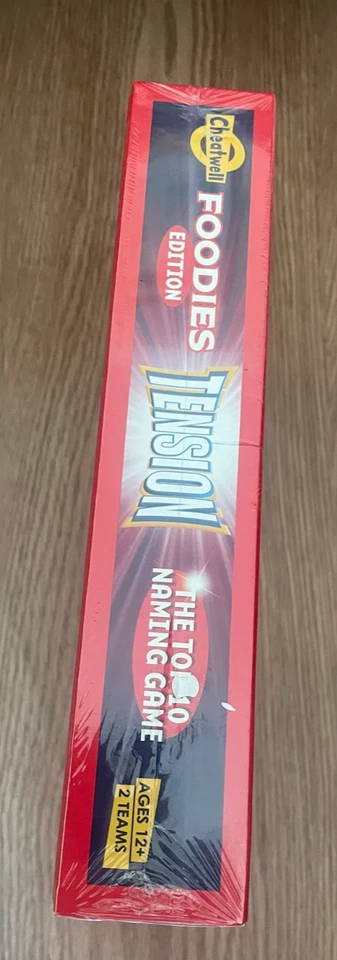 Cheatwell
FOODIES
EDITION
TENSION
THE TOP 10
NAMING GAME
AGES 12+
2 TEAMS